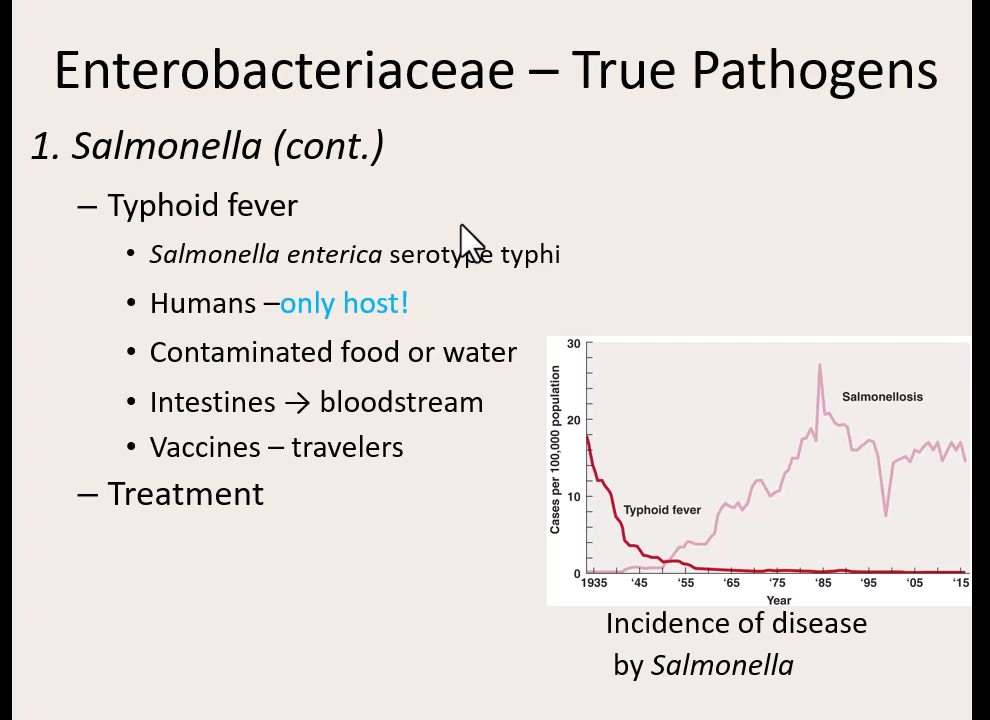 Enterobacteriaceae – True Pathogens
1. Salmonella (cont.)
– Typhoid fever
• Salmonella enterica serotype typhi
• Humans –only host!
• Contaminated food or water
• Intestines → bloodstream
• Vaccines – travelers
– Treatment
Cases per 100,000 population
30
20
10
0
Salmonellosis
Typhoid fever
1935 '45 '55 '65 '75 '85 '95 '05 '15
Year
Incidence of disease
by Salmonella